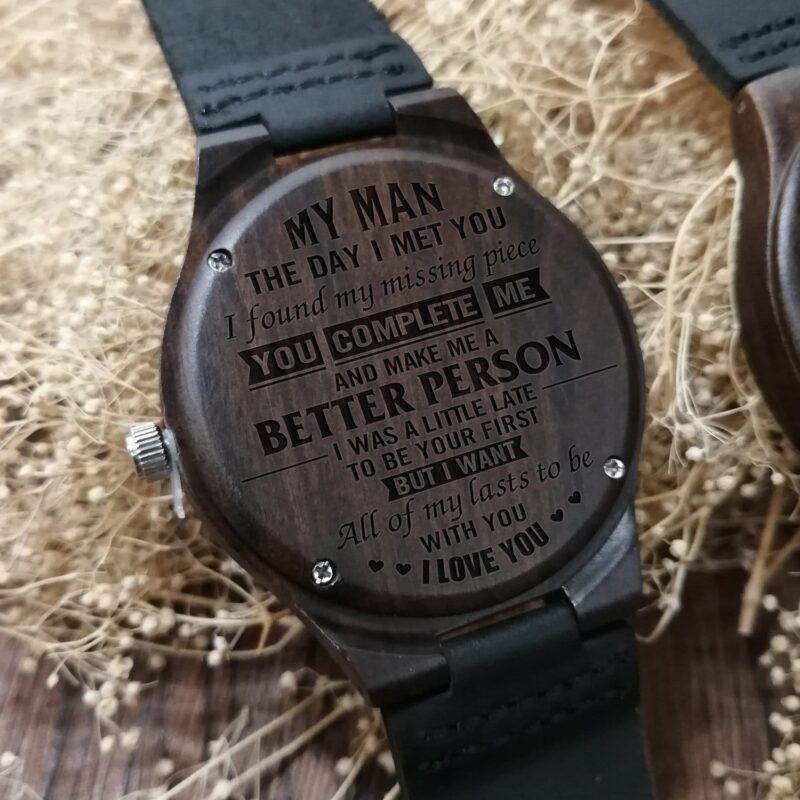 MY MAN
THE DAY I MET YOU
I found my missing piece
YOU COMPLETE ME
AND MAKE ME A
BETTER PERSON
I WAS A LITTLE LATE
TO BE YOUR FIRST
BUT I WANT
All of my lasts to be
WITH YOU
I LOVE YOU